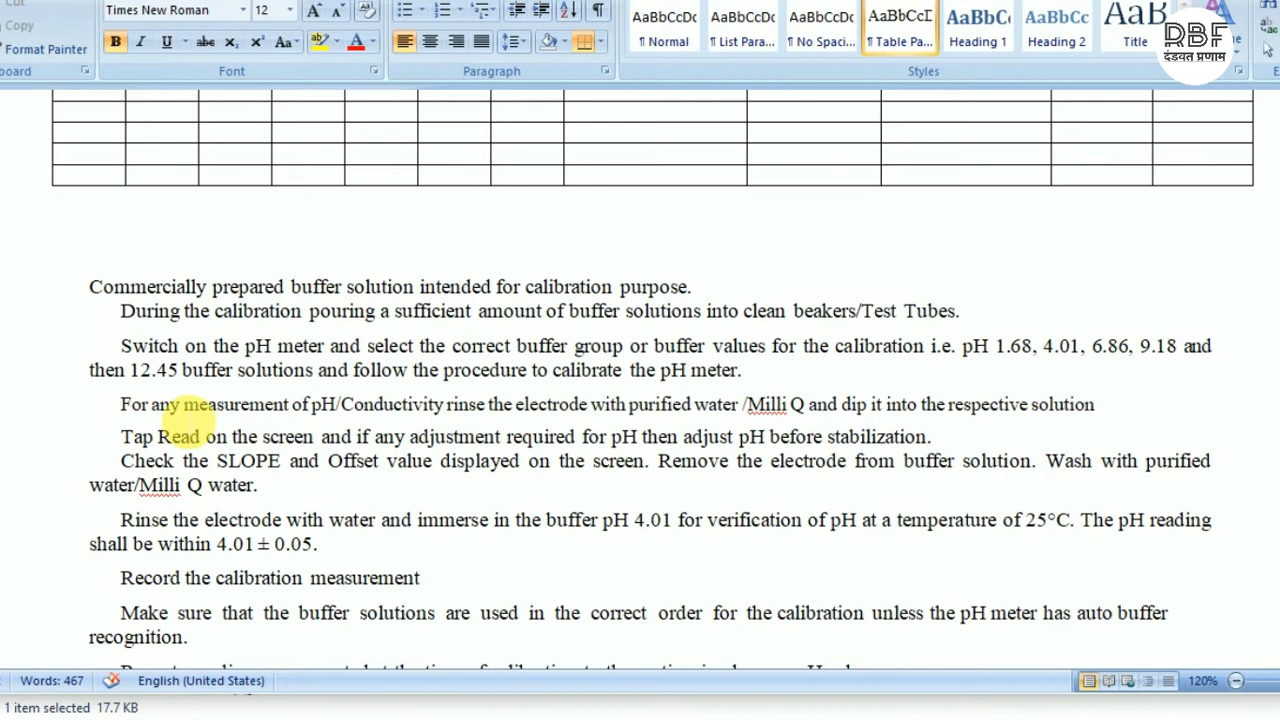 Cut
Copy
Format Painter
board
Times New Roman
12
B I U abc X₂ X² Aa
Font
Paragraph
AaBbCcDc AaBbCcDc AaBbCcDc AaBbCcD AaBbC AaBbCc AaB
¶ Normal ¶ List Para... ¶ No Spaci... ¶ Table Pa... Heading 1 Heading 2 Title
Styles
RBF
दंडवत प्रणाम
Commercially prepared buffer solution intended for calibration purpose.
During the calibration pouring a sufficient amount of buffer solutions into clean beakers/Test Tubes.
Switch on the pH meter and select the correct buffer group or buffer values for the calibration i.e. pH 1.68, 4.01, 6.86, 9.18 and
then 12.45 buffer solutions and follow the procedure to calibrate the pH meter.
For any measurement of pH/Conductivity rinse the electrode with purified water /Milli Q and dip it into the respective solution
Tap Read on the screen and if any adjustment required for pH then adjust pH before stabilization.
Check the SLOPE and Offset value displayed on the screen. Remove the electrode from buffer solution. Wash with purified
water/Milli Q water.
Rinse the electrode with water and immerse in the buffer pH 4.01 for verification of pH at a temperature of 25°C. The pH reading
shall be within 4.01 ± 0.05.
Record the calibration measurement
Make sure that the buffer solutions are used in the correct order for the calibration unless the pH meter has auto buffer
recognition.
Words: 467
English (United States)
120%
1 item selected 17.7 KB